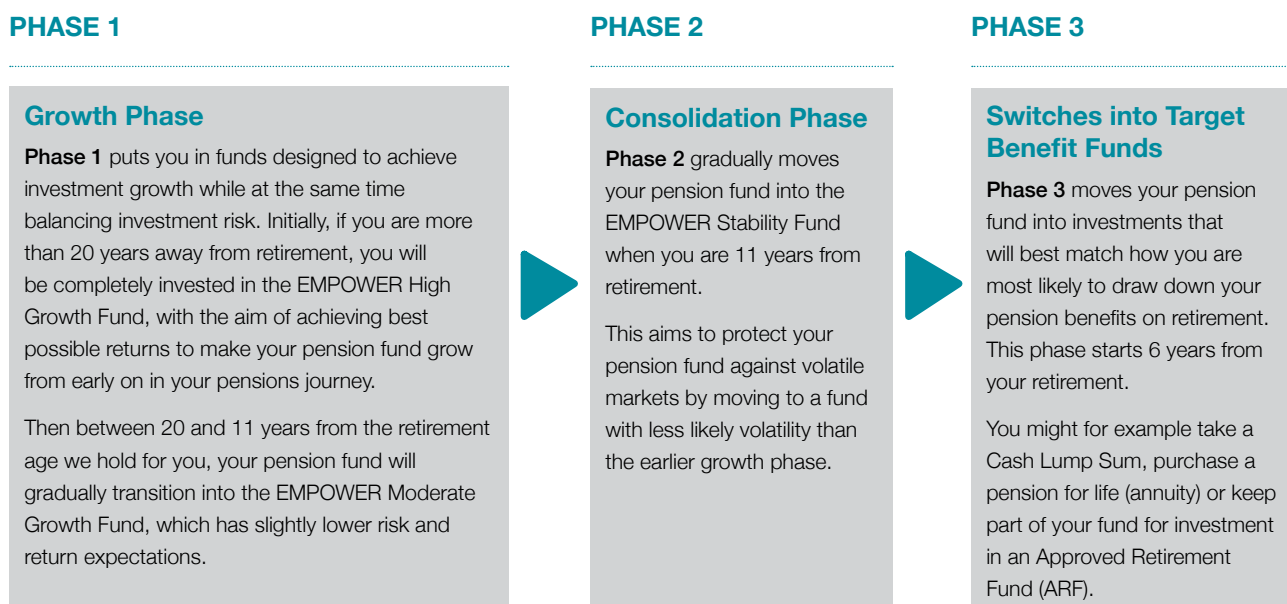 PHASE 1
Growth Phase
Phase 1 puts you in funds designed to achieve
investment growth while at the same time
balancing investment risk. Initially, if you are more
than 20 years away from retirement, you will
be completely invested in the EMPOWER High
Growth Fund, with the aim of achieving best
possible returns to make your pension fund grow
from early on in your pensions journey.
Then between 20 and 11 years from the retirement
age we hold for you, your pension fund will
gradually transition into the EMPOWER Moderate
Growth Fund, which has slightly lower risk and
return expectations.
PHASE 2
Consolidation Phase
Phase 2 gradually moves
your pension fund into the
EMPOWER Stability Fund
when you are 11 years from
retirement.
This aims to protect your
pension fund against volatile
markets by moving to a fund
with less likely volatility than
the earlier growth phase.
PHASE 3
Switches into Target
Benefit Funds
Phase 3 moves your pension
fund into investments that
will best match how you are
most likely to draw down your
pension benefits on retirement.
This phase starts 6 years from
your retirement.
You might for example take a
Cash Lump Sum, purchase a
pension for life (annuity) or keep
part of your fund for investment
in an Approved Retirement
Fund (ARF).